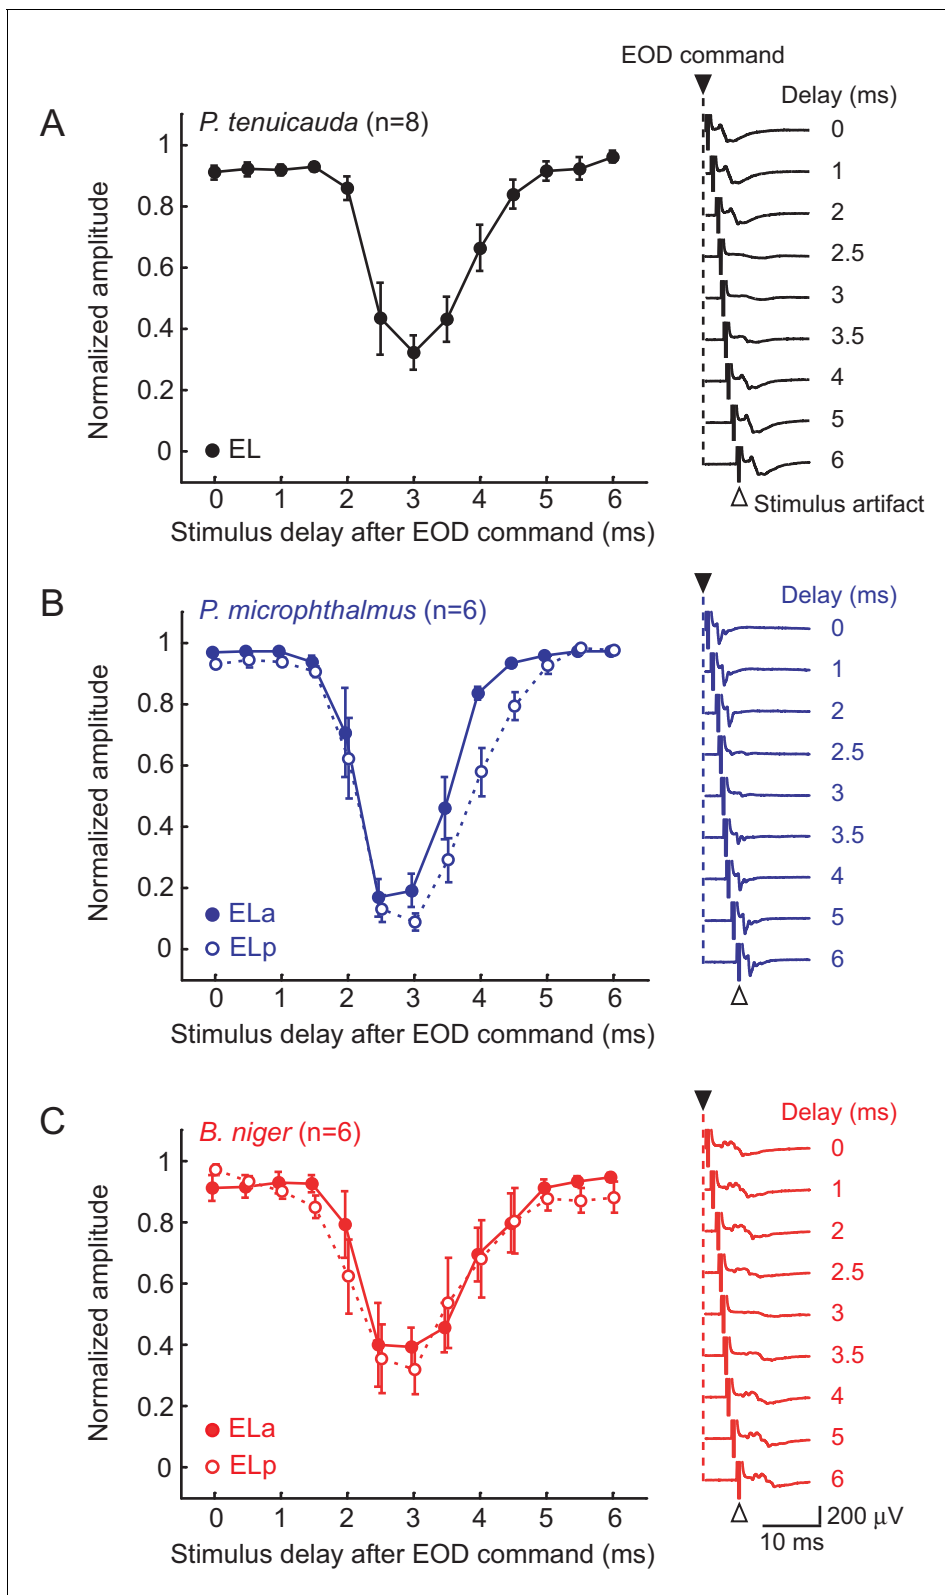 EOD command
A
P. tenuicauda (n=8)
Delay (ms)
Normalized amplitude
1
0.8
0.6
0.4
0.2
0
EL
0 1 2 3 4 5 6
Stimulus delay after EOD command (ms)
0
1
2
2.5
3
3.5
4
5
6
Stimulus artifact
B
P. microphthalmus (n=6)
Delay (ms)
Normalized amplitude
1
0.8
0.6
0.4
0.2
0
ELa
ELp
0 1 2 3 4 5 6
Stimulus delay after EOD command (ms)
0
1
2
2.5
3
3.5
4
5
6
C
B. niger (n=6)
Delay (ms)
Normalized amplitude
1
0.8
0.6
0.4
0.2
0
ELa
ELp
0 1 2 3 4 5 6
Stimulus delay after EOD command (ms)
0
1
2
2.5
3
3.5
4
5
6
200 μV
10 ms